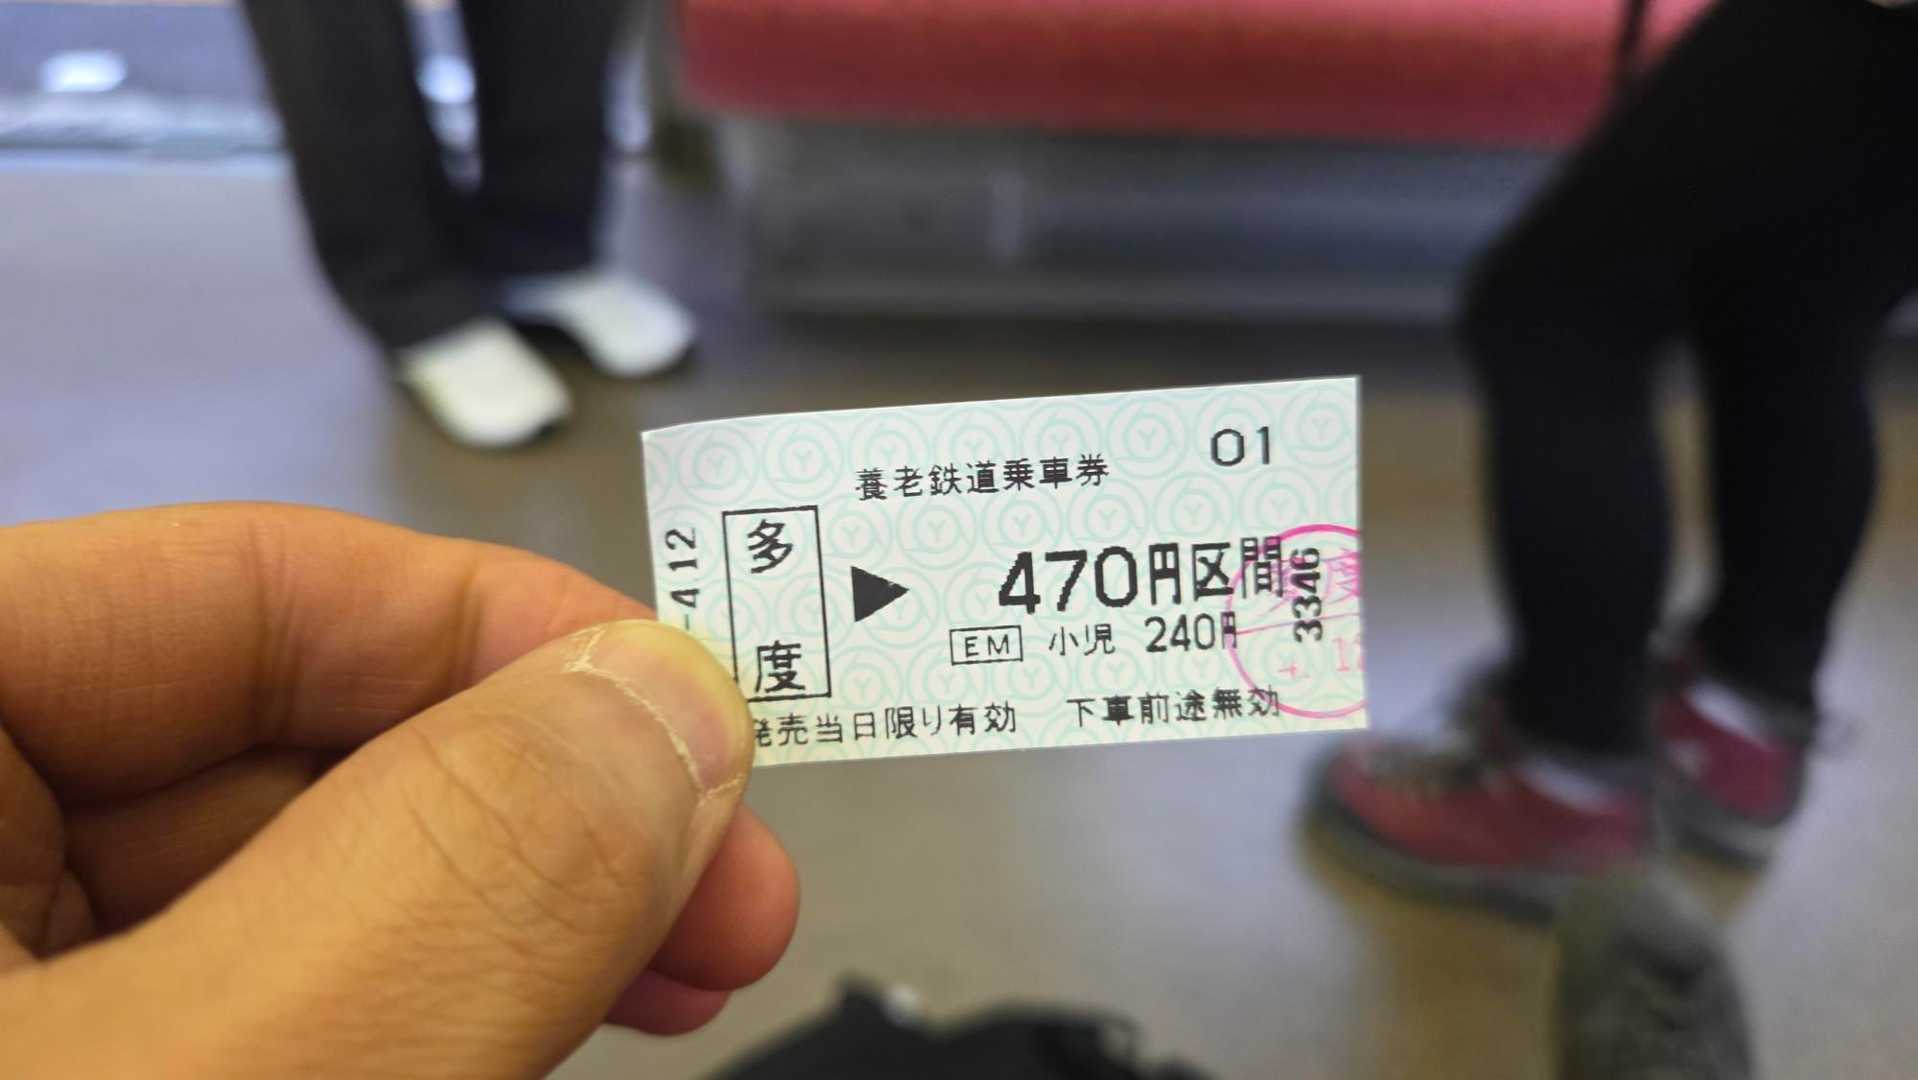 01
養老鉄道乗車券
-4.12
多度
▶ 470円区間
3346
EM 小児 240円
発売当日限り有効 下車前途無効